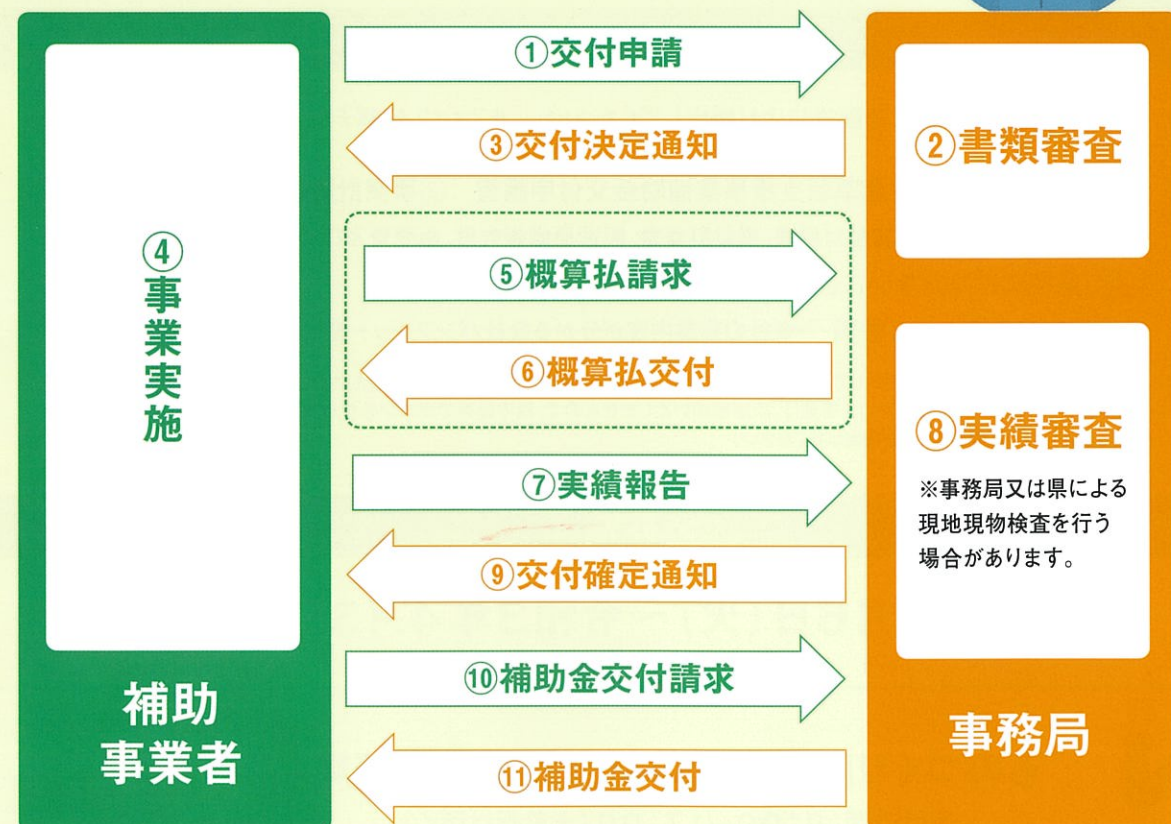 ①交付申請
②書類審査
③交付決定通知
④事業実施
⑤概算払請求
⑥概算払交付
⑦実績報告
⑧実績審査
※事務局又は県による
現地現物検査を行う
場合があります。
⑨交付確定通知
⑩補助金交付請求
⑪補助金交付
補助
事業者
事務局